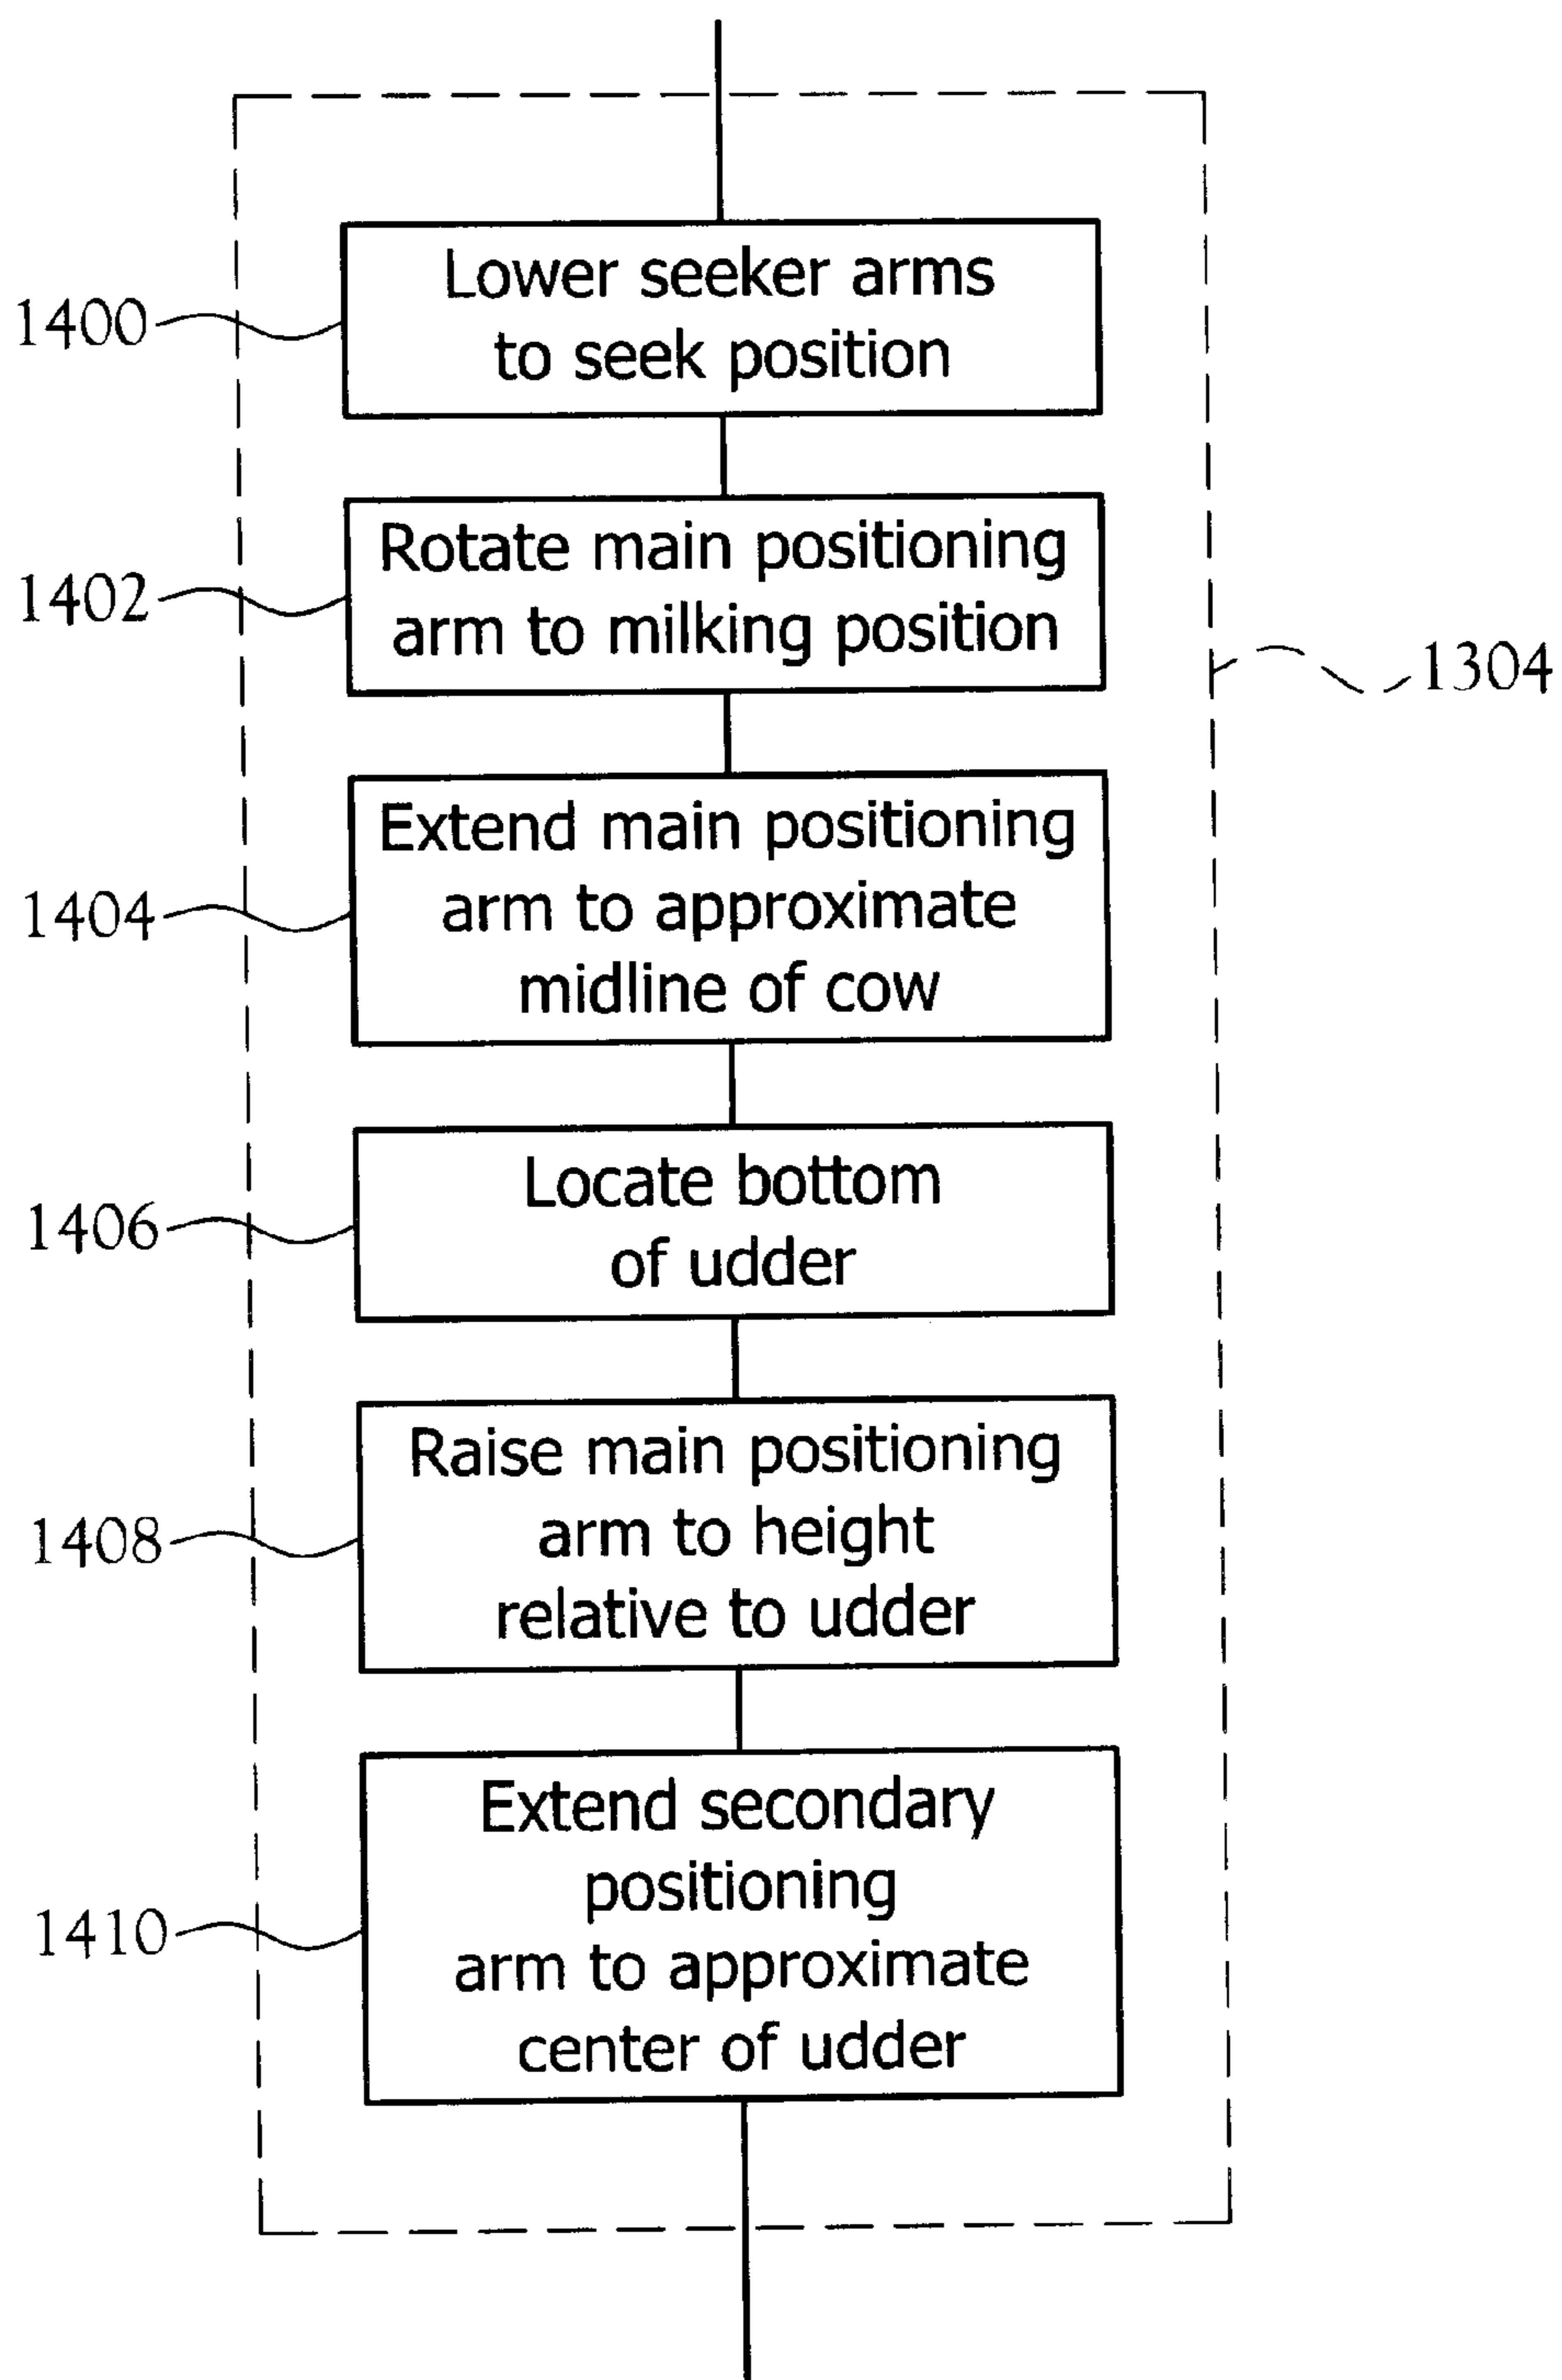 1400
Lower seeker arms
to seek position
1402
Rotate main positioning
arm to milking position
1304
1404
Extend main positioning
arm to approximate
midline of cow
1406
Locate bottom
of udder
1408
Raise main positioning
arm to height
relative to udder
1410
Extend secondary
positioning
arm to approximate
center of udder